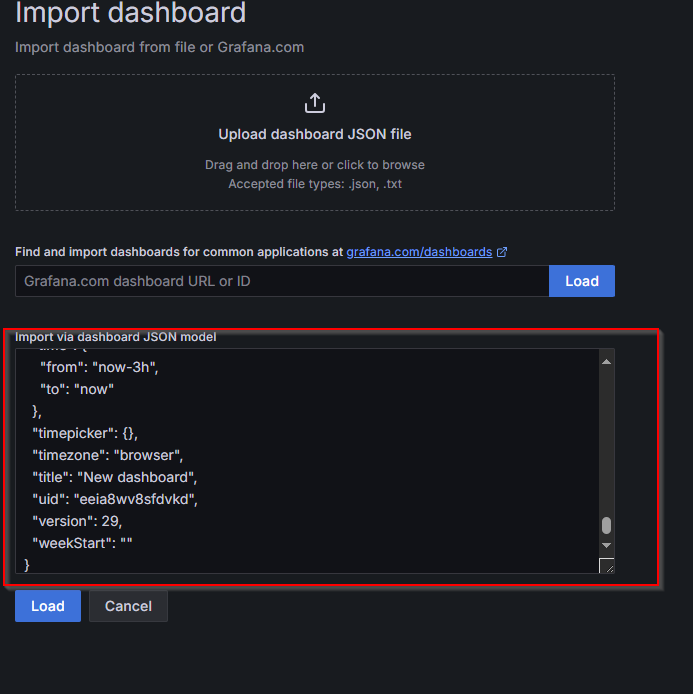 Import dashboard
Import dashboard from file or Grafana.com
Upload dashboard JSON file
Drag and drop here or click to browse
Accepted file types: .json, .txt
Find and import dashboards for common applications at grafana.com/dashboards
Grafana.com dashboard URL or ID
Load
Import via dashboard JSON model
"from": "now-3h",
"to": "now"
},
"timepicker": {},
"timezone": "browser",
"title": "New dashboard",
"uid": "eeia8wv8sfdvkd",
"version": 29,
"weekStart": ""
}
Load
Cancel